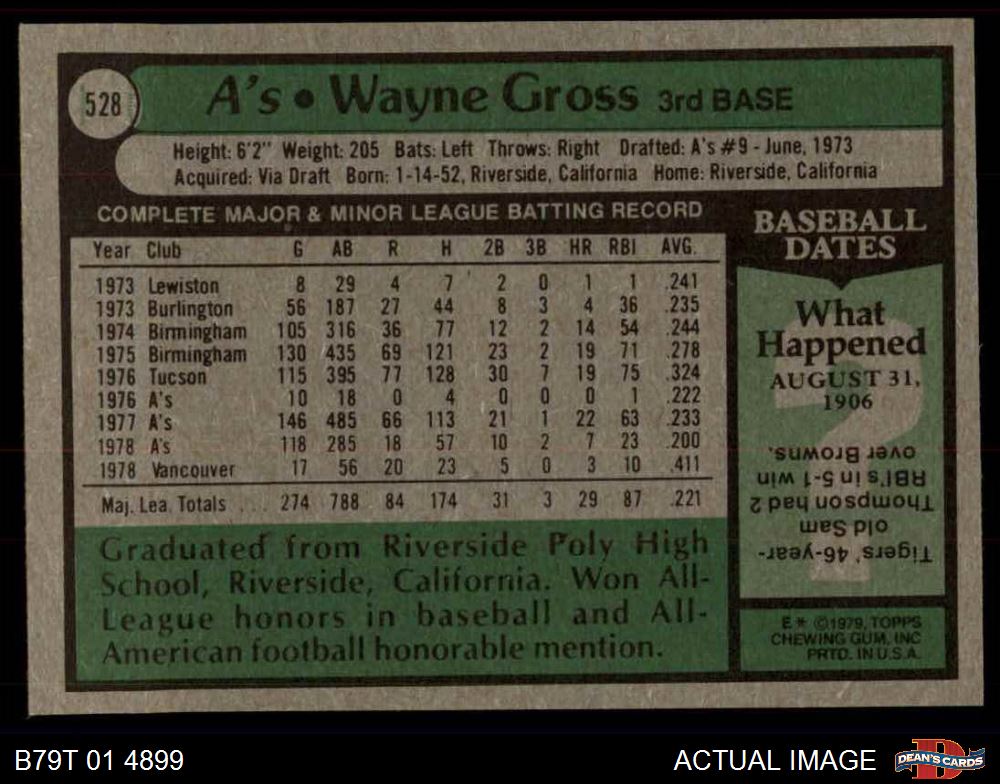 528
A's • Wayne Gross 3rd BASE
Height: 6'2" Weight: 205 Bats: Left Throws: Right Drafted: A's #9 - June, 1973
Acquired: Via Draft Born: 1-14-52, Riverside, California Home: Riverside, California
COMPLETE MAJOR & MINOR LEAGUE BATTING RECORD
Year Club G AB R H 2B 3B HR RBI AVG.
1973 Lewiston 8 29 4 7 2 0 1 1 .241
1973 Burlington 56 187 27 44 8 3 4 36 .235
1974 Birmingham 105 316 36 77 12 2 14 54 .244
1975 Birmingham 130 435 69 121 23 2 19 71 .278
1976 Tucson 115 395 77 128 30 7 19 75 .324
1976 A's 10 18 0 4 0 0 0 1 .222
1977 A's 146 485 66 113 21 1 22 63 .233
1978 A's 118 285 18 57 10 2 7 23 .200
1978 Vancouver 17 56 20 23 5 0 3 10 .411
Maj. Lea. Totals . . . 274 788 84 174 31 3 29 87 .221
Graduated from Riverside Poly High
School, Riverside, California. Won All-
League honors in baseball and All-
American football honorable mention.
BASEBALL
DATES
What
Happened
AUGUST 31,
1906
?
Tigers' 46-year-
old Sam
Thompson had 2
RBI's in 5-1 win
over Browns.
E * ©1979, TOPPS
CHEWING GUM, INC
PRTD. IN U.S.A.
B79T 01 4899
ACTUAL IMAGE
D
DEAN'S CARDS